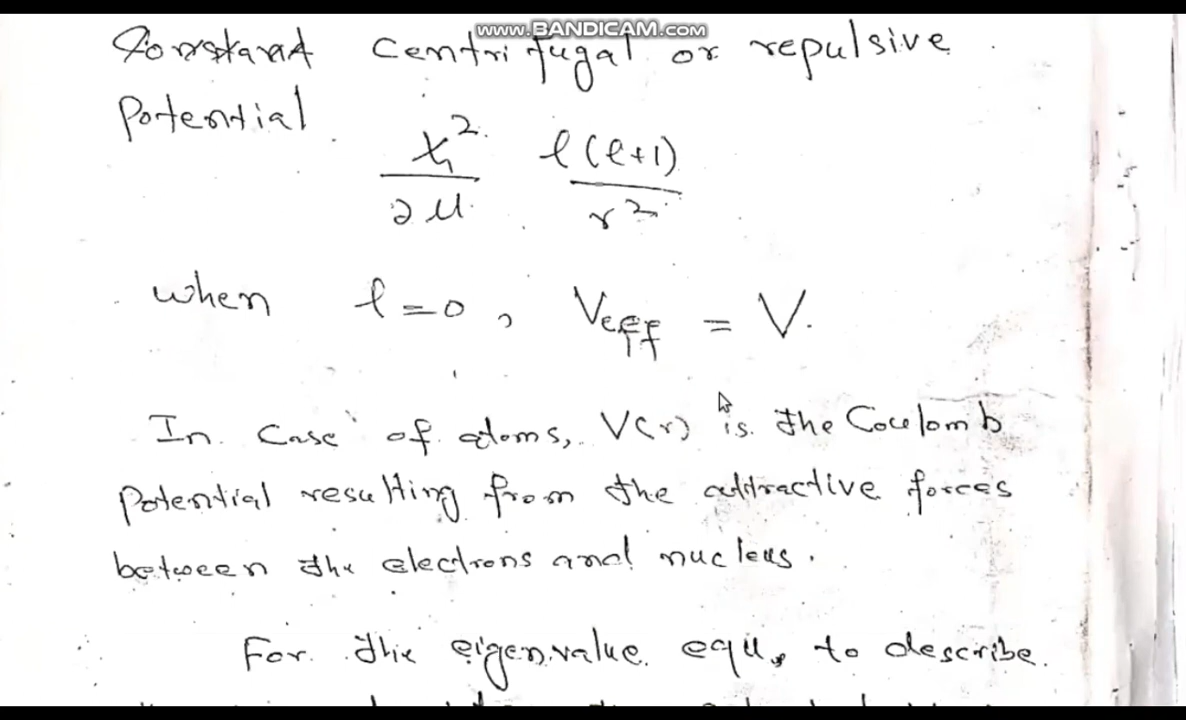 www.BANDICAM.com
Constant centrifugal or repulsive
Potential
ħ²/2μ l(l+1)/r²
when l=0, Veff = V.
In case of atoms, V(r) is the Coulomb
Potential resulting from the attractive forces
between the electrons and nucleus.
For the eigenvalue equ, to describe